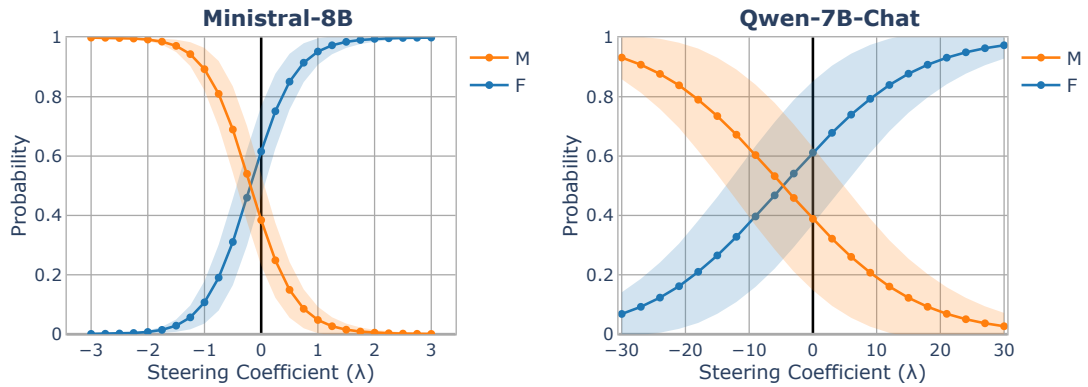 Ministral-8B
1
0.8
0.6
0.4
0.2
0
Probability
−3
−2
−1
0
1
2
3
Steering Coefficient (λ)
M
F
Qwen-7B-Chat
1
0.8
0.6
0.4
0.2
0
Probability
−30
−20
−10
0
10
20
30
Steering Coefficient (λ)
M
F